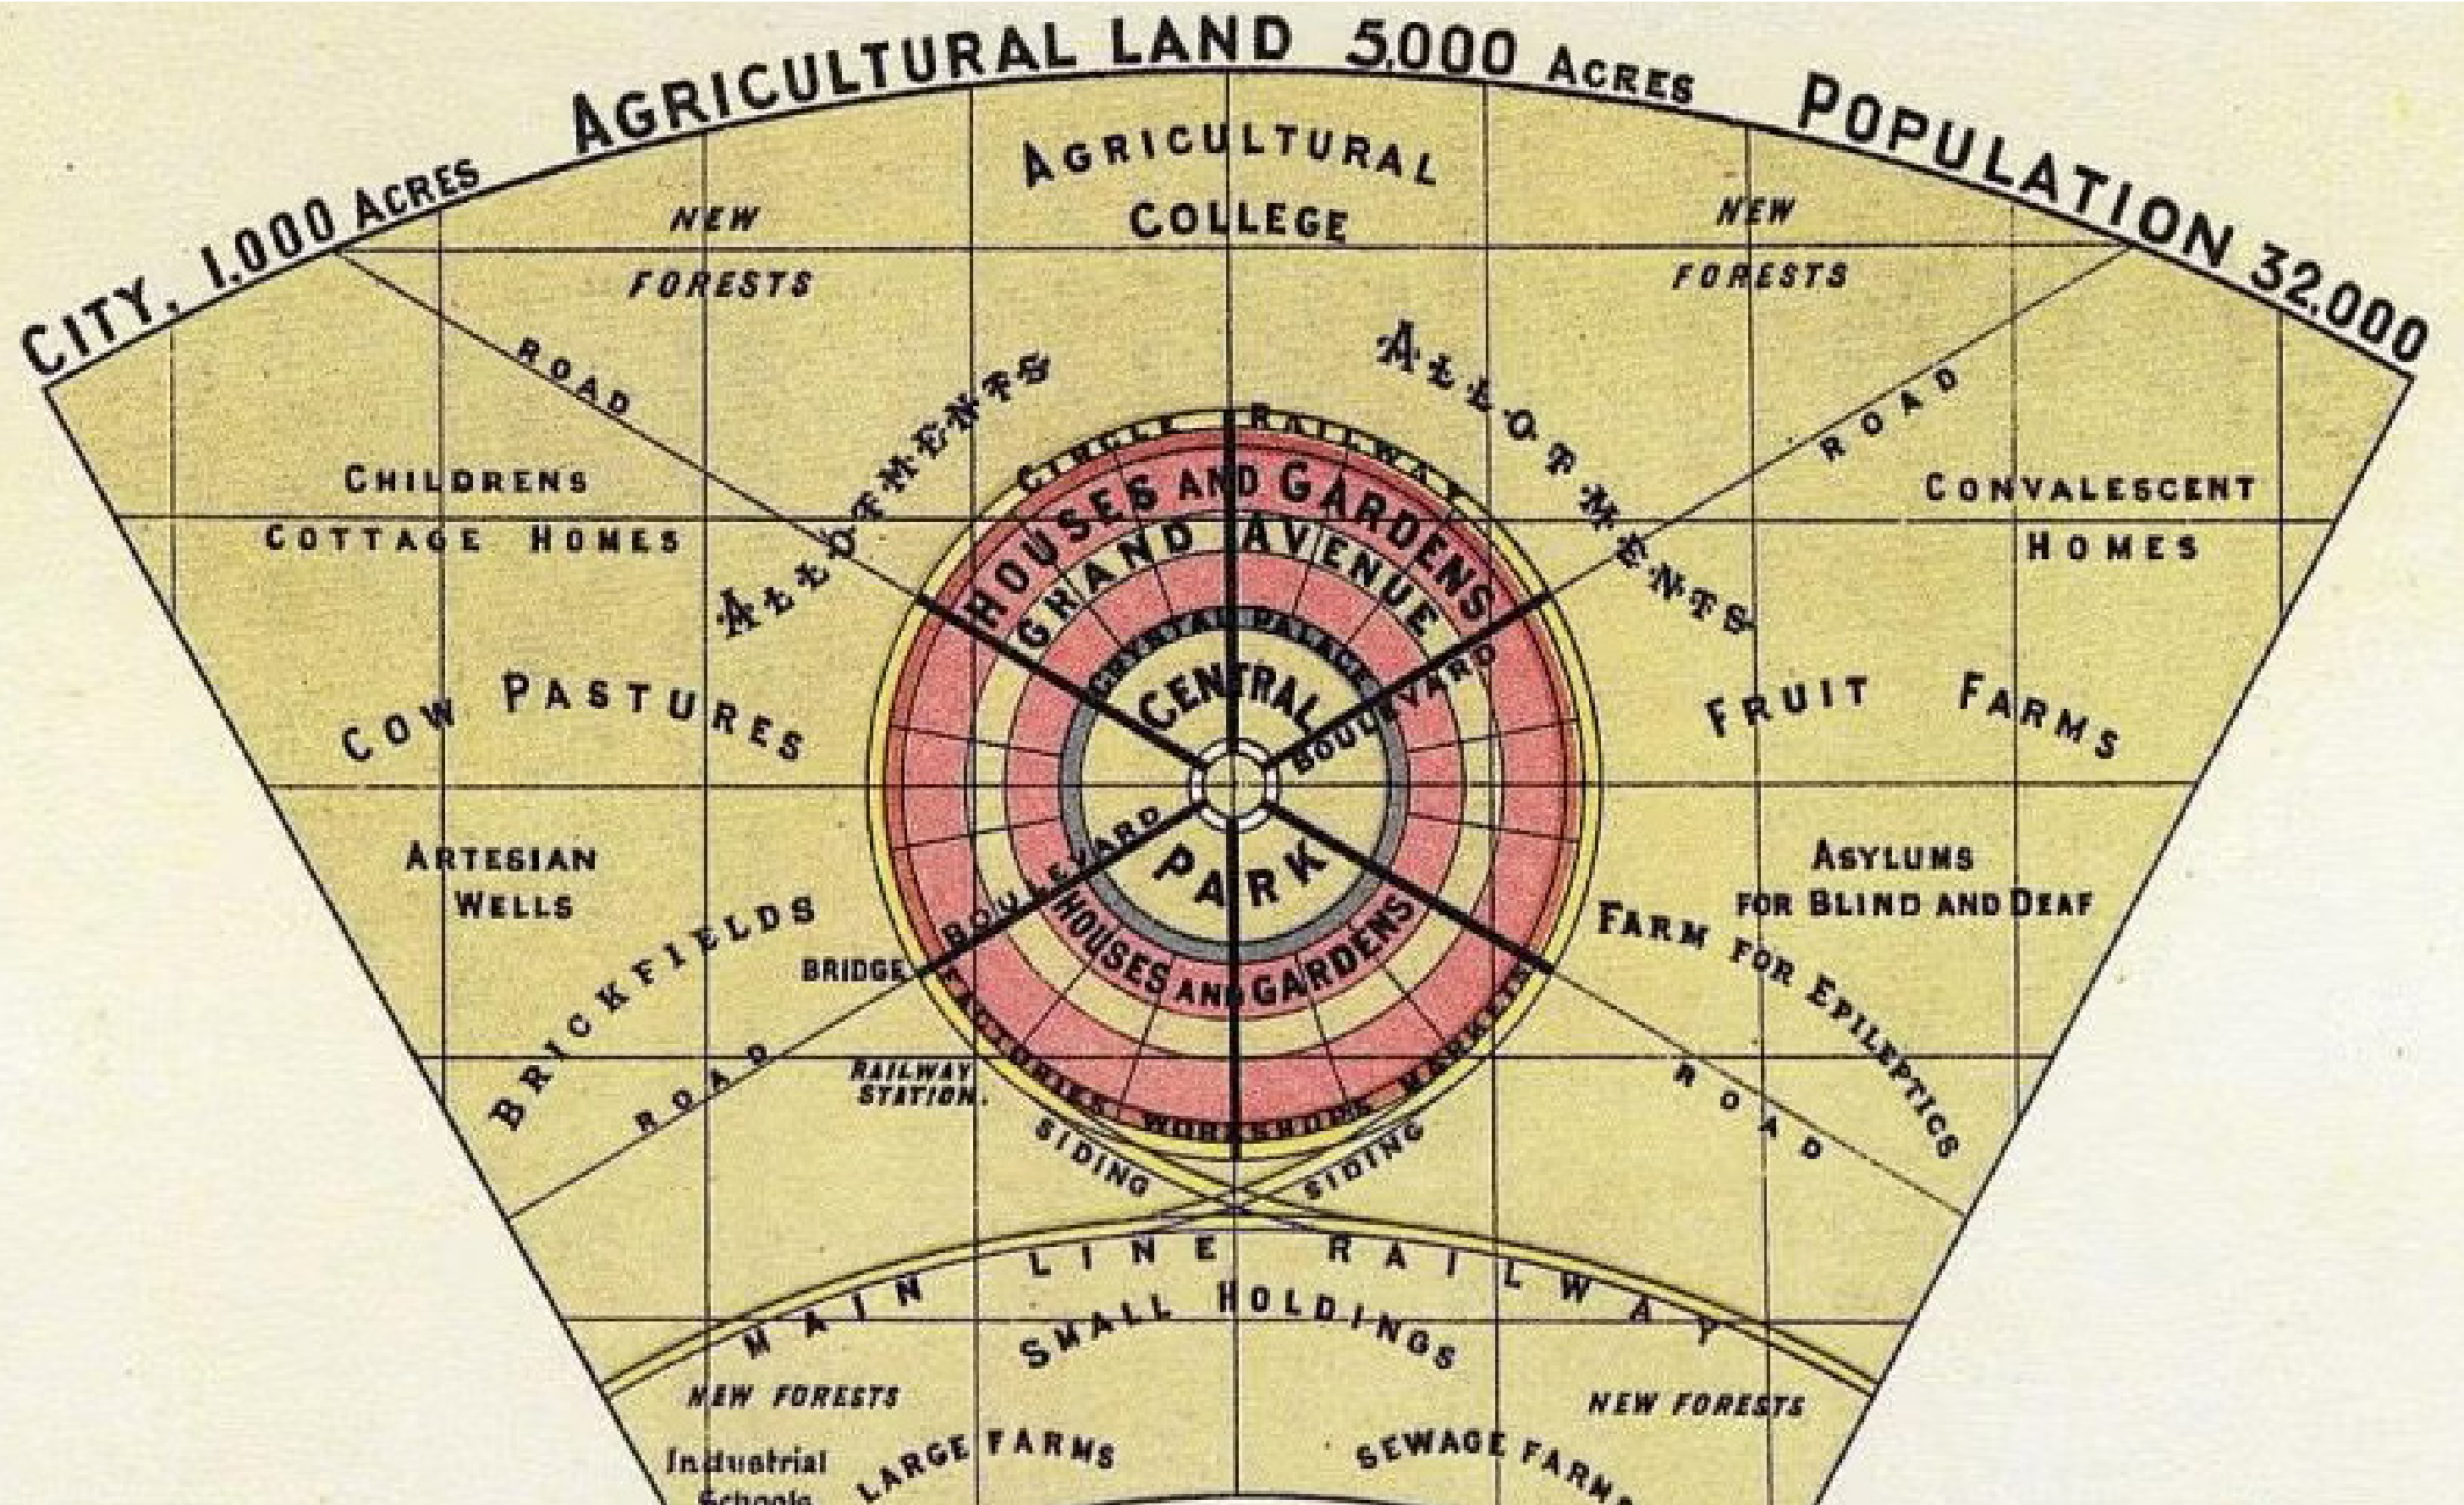 CITY, 1,000 ACRES AGRICULTURAL LAND 5,000 ACRES POPULATION 32,000
AGRICULTURAL
COLLEGE
NEW
FORESTS
NEW
FORESTS
ROAD
ROAD
ALLOTMENTS
ALLOTMENTS
CHILDRENS
COTTAGE HOMES
CONVALESCENT
HOMES
CIRCLE RAILWAY
HOUSES AND GARDENS
GRAND AVENUE
CRYSTAL PALACE
CENTRAL
PARK
BOULEVARD
BOULEVARD
COW PASTURES
FRUIT FARMS
ARTESIAN
WELLS
ASYLUMS
FOR BLIND AND DEAF
BRICKFIELDS
FARM FOR EPILEPTICS
HOUSES AND GARDENS
BRIDGE
FACTORIES WORKSHOPS MARKETS
ROAD
ROAD
RAILWAY
STATION.
SIDING
SIDING
MAIN LINE RAILWAY
SMALL HOLDINGS
NEW FORESTS
NEW FORESTS
LARGE FARMS
SEWAGE FARMS
Industrial
Schools